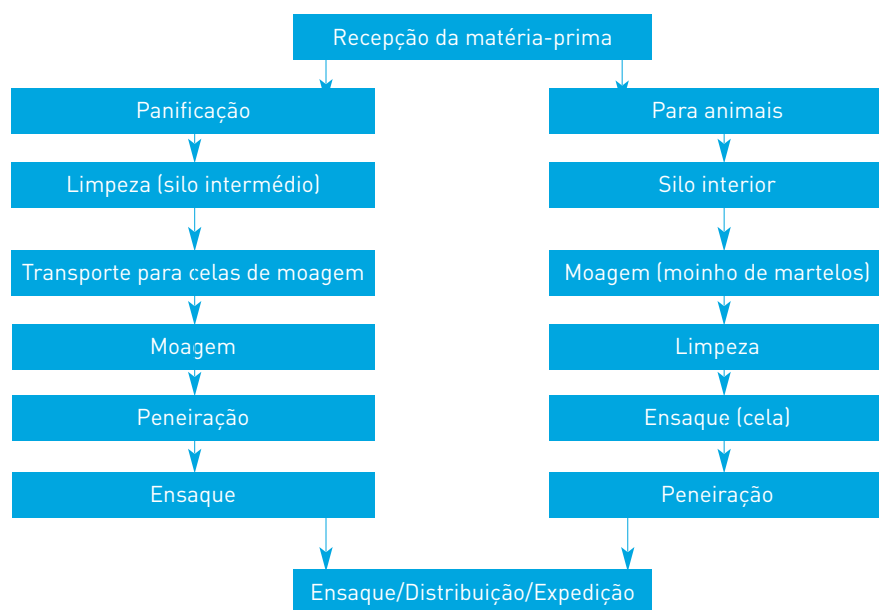 Recepção da matéria-prima
Panificação
Para animais
Limpeza (silo intermédio)
Silo interior
Transporte para celas de moagem
Moagem (moinho de martelos)
Moagem
Limpeza
Peneiração
Ensaque (cela)
Ensaque
Peneiração
Ensaque/Distribuição/Expedição